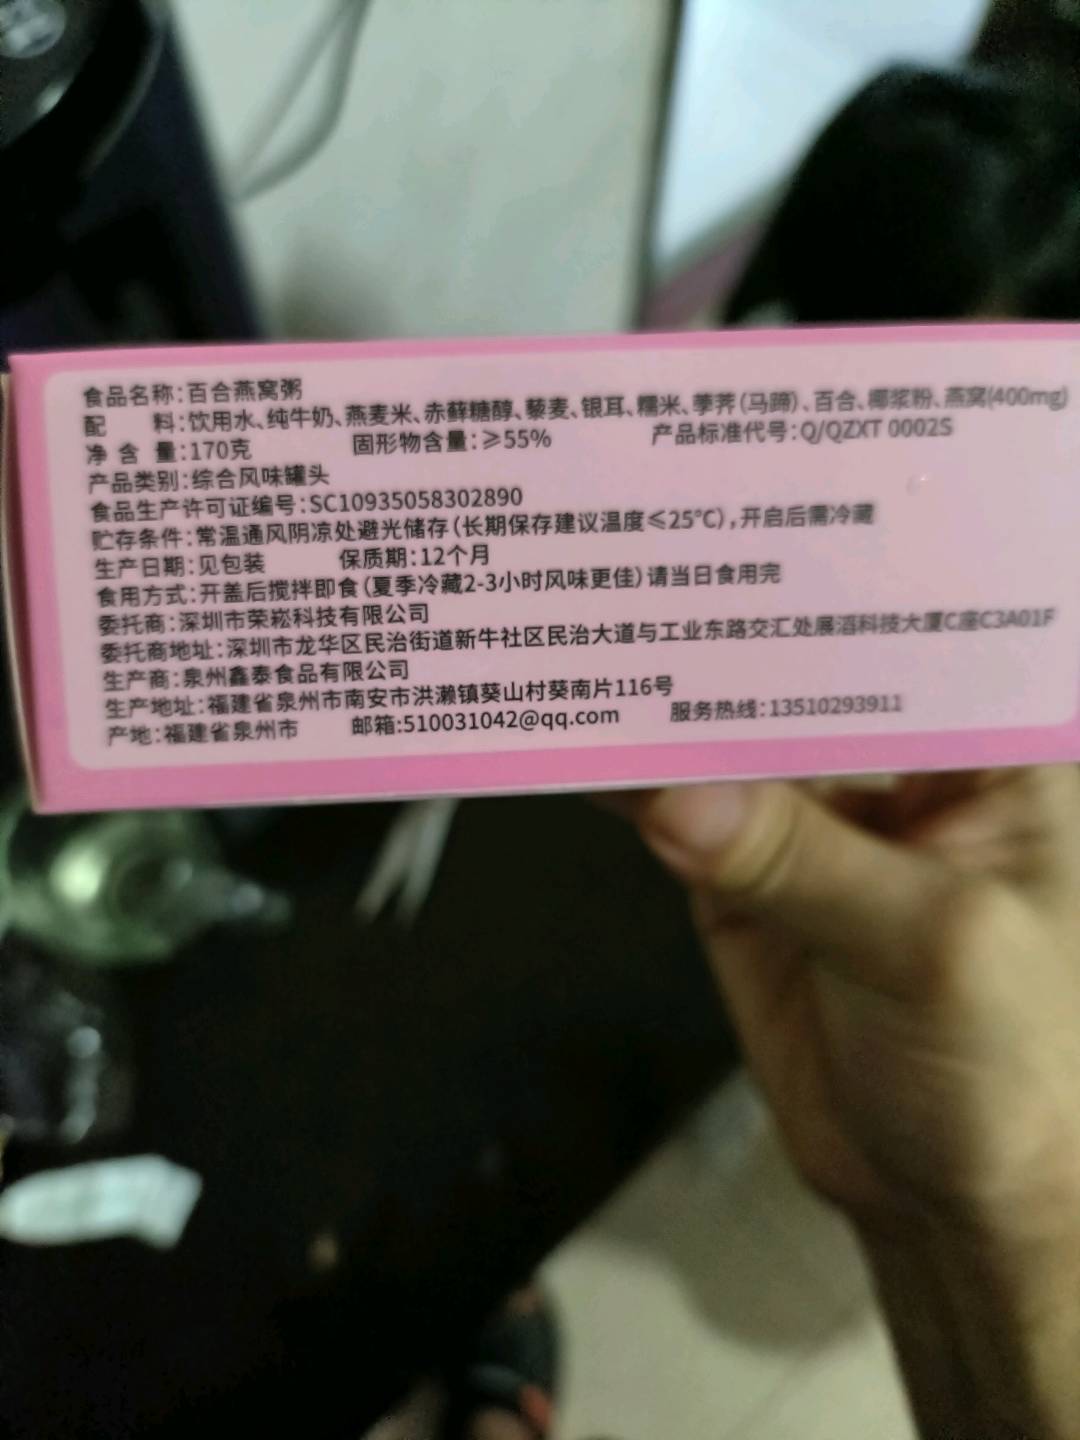 食品名称:百合燕窝粥
配 料:饮用水、纯牛奶、燕麦米、赤藓糖醇、藜麦、银耳、糯米、荸荠(马蹄)、百合、椰浆粉、燕窝(400mg)
净 含 量:170克 固形物含量:≥55% 产品标准代号:Q/QZXT 0002S
产品类别:综合风味罐头
食品生产许可证编号:SC10935058302890
贮存条件:常温通风阴凉处避光储存(长期保存建议温度≤25℃),开启后需冷藏
生产日期:见包装 保质期:12个月
食用方式:开盖后搅拌即食(夏季冷藏2-3小时风味更佳)请当日食用完
委托商:深圳市荣崧科技有限公司
委托商地址:深圳市龙华区民治街道新牛社区民治大道与工业东路交汇处展滔科技大厦C座C3A01F
生产商:泉州鑫泰食品有限公司
生产地址:福建省泉州市南安市洪濑镇葵山村葵南片116号
产地:福建省泉州市 邮箱:510031042@qq.com 服务热线:13510293911